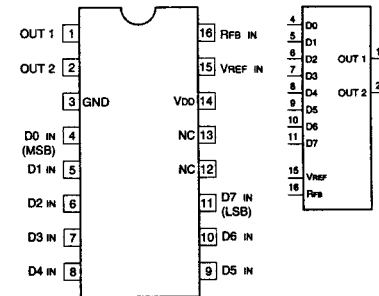 OUT 1 1 16 RFB IN
OUT 2 2 15 VREF IN
3 GND VDD 14
D0 IN 4 NC 13
(MSB)
D1 IN 5 NC 12
D2 IN 6 11 D7 IN
(LSB)
D3 IN 7 10 D6 IN
D4 IN 8 9 D5 IN
4 D0
5 D1
6 D2 OUT 1 1
7 D3
8 D4 OUT 2 2
9 D5
10 D6
11 D7
15 VREF
16 RFB